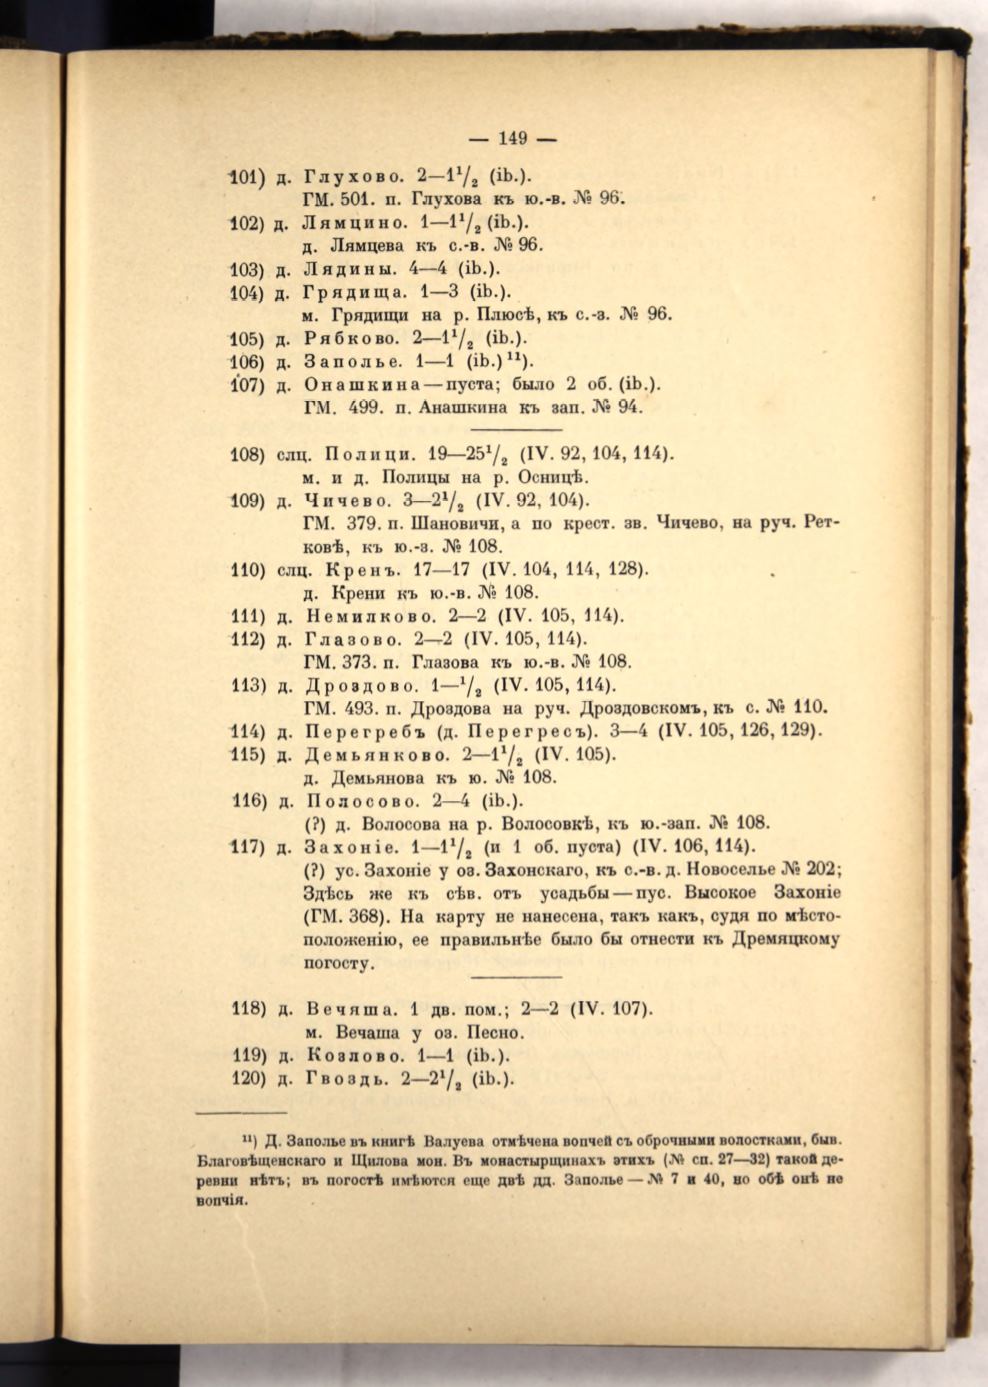 — 149 —
101) д. Глухово. 2—1¹/₂ (ib.).
ГМ. 501. п. Глухова къ ю.-в. № 96.
102) д. Лямцино. 1—1¹/₂ (ib.).
д. Лямцева къ с.-в. № 96.
103) д. Лядины. 4—4 (ib.).
104) д. Грядища. 1—3 (ib.).
м. Грядищи на р. Плюсѣ, къ с.-з. № 96.
105) д. Рябково. 2—1¹/₂ (ib.).
106) д. Заполье. 1—1 (ib.)¹¹).
107) д. Онашкина — пуста; было 2 об. (ib.).
ГМ. 499. п. Анашкина къ зап. № 94.
108) слц. Полици. 19—25¹/₂ (IV. 92, 104, 114).
м. и д. Полицы на р. Осницѣ.
109) д. Чичево. 3—2¹/₂ (IV. 92, 104).
ГМ. 379. п. Шановичи, а по крест. зв. Чичево, на руч. Рет-
ковѣ, къ ю.-з. № 108.
110) слц. Кренъ. 17—17 (IV. 104, 114, 128).
д. Крени къ ю.-в. № 108.
111) д. Немилково. 2—2 (IV. 105, 114).
112) д. Глазово. 2—2 (IV. 105, 114).
ГМ. 373. п. Глазова къ ю.-в. № 108.
113) д. Дроздово. 1—¹/₂ (IV. 105, 114).
ГМ. 493. п. Дроздова на руч. Дроздовскомъ, къ с. № 110.
114) д. Перегребъ (д. Перегресъ). 3—4 (IV. 105, 126, 129).
115) д. Демьянково. 2—1¹/₂ (IV. 105).
д. Демьянова къ ю. № 108.
116) д. Полосово. 2—4 (ib.).
(?) д. Волосова на р. Волосовкѣ, къ ю.-зап. № 108.
117) д. Захоніе. 1—1¹/₂ (и 1 об. пуста) (IV. 106, 114).
(?) ус. Захоніе у оз. Захонскаго, къ с.-в. д. Новоселье № 202;
Здѣсь же къ сѣв. отъ усадьбы — пус. Высокое Захоніе
(ГМ. 368). На карту не нанесена, такъ какъ, судя по мѣсто-
положенію, ее правильнѣе было бы отнести къ Дремяцкому
погосту.
118) д. Вечяша. 1 дв. пом.; 2—2 (IV. 107).
м. Вечаша у оз. Песно.
119) д. Козлово. 1—1 (ib.).
120) д. Гвоздь. 2—2¹/₂ (ib.).
¹¹) Д. Заполье въ книгѣ Валуева отмѣчена вопчей съ оброчными волостками, быв.
Благовѣщенскаго и Щилова мон. Въ монастырщинахъ этихъ (№ сп. 27—32) такой де-
ревни нѣтъ; въ погостѣ имѣются еще двѣ дд. Заполье — № 7 и 40, но обѣ онѣ не
вопчія.